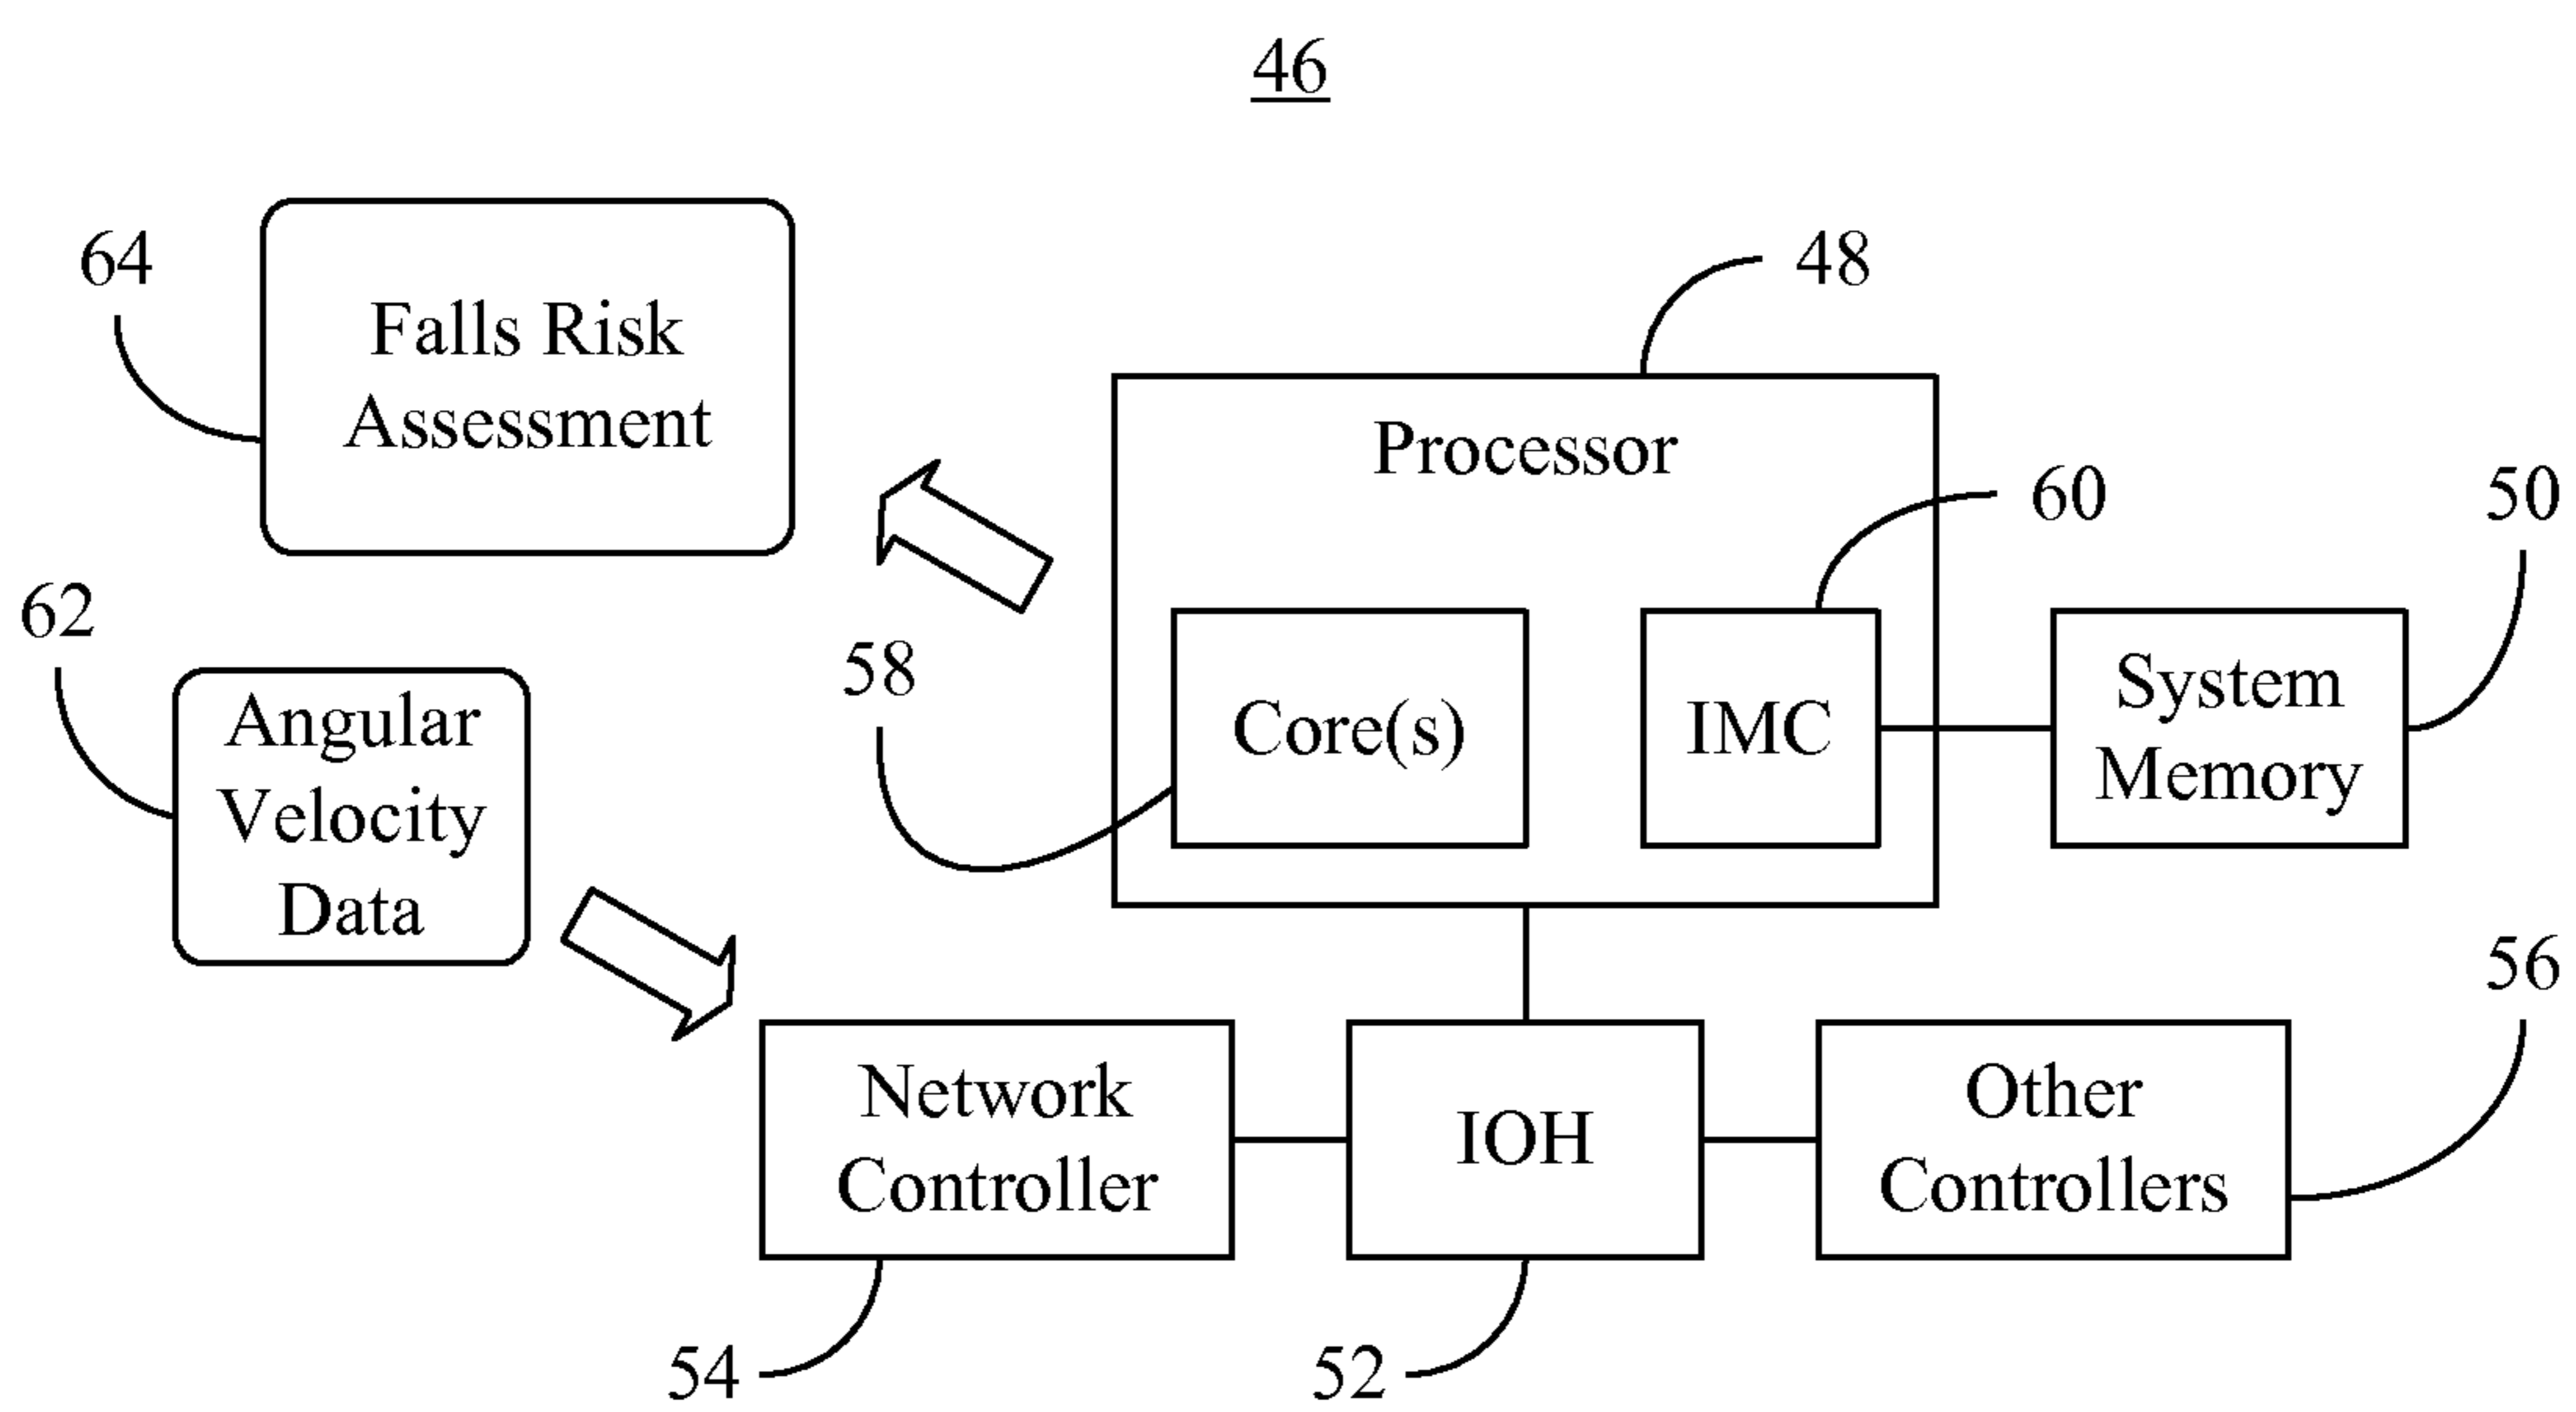 46
64
Falls Risk
Assessment
48
Processor
60
50
62
Angular
Velocity
Data
58
Core(s)
IMC
System
Memory
56
Network
Controller
IOH
Other
Controllers
54
52